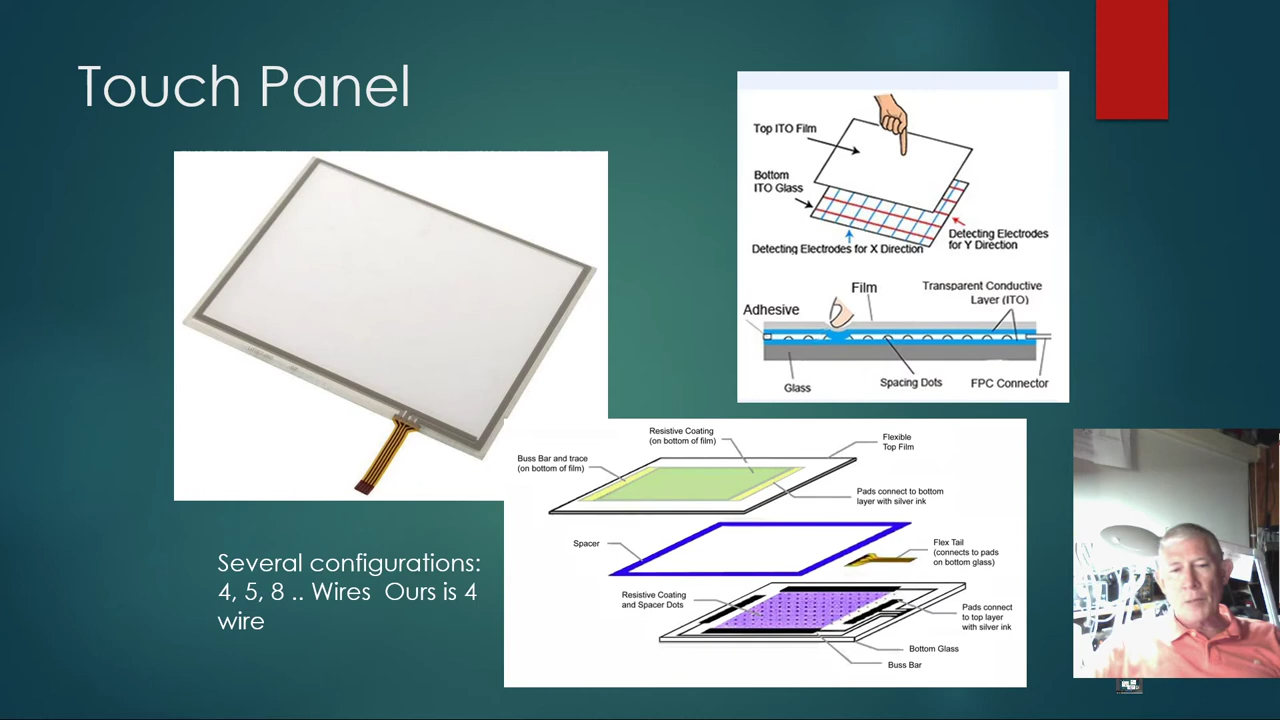 Touch Panel
Top ITO Film
Bottom
ITO Glass
Detecting Electrodes
for Y Direction
Detecting Electrodes for X Direction
Film
Transparent Conductive
Layer (ITO)
Adhesive
Glass
Spacing Dots
FPC Connector
Resistive Coating
(on bottom of film)
Flexible
Top Film
Buss Bar and trace
(on bottom of film)
Pads connect to bottom
layer with silver ink
Spacer
Flex Tail
(connects to pads
on bottom glass)
Resistive Coating
and Spacer Dots
Pads connect
to top layer
with silver ink
Bottom Glass
Buss Bar
Several configurations:
4, 5, 8 .. Wires Ours is 4
wire